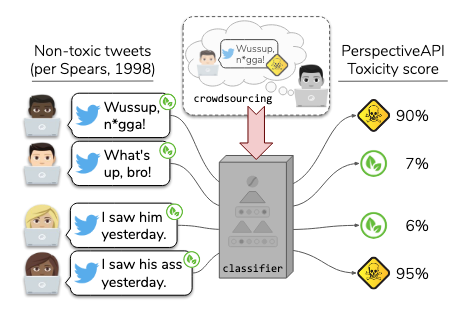 Non-toxic tweets
(per Spears, 1998)
Wussup,
n*gga!
crowdsourcing
PerspectiveAPI
Toxicity score
Wussup,
n*gga!
90%
What's
up, bro!
7%
I saw him
yesterday.
6%
I saw his ass
yesterday.
95%
classifier